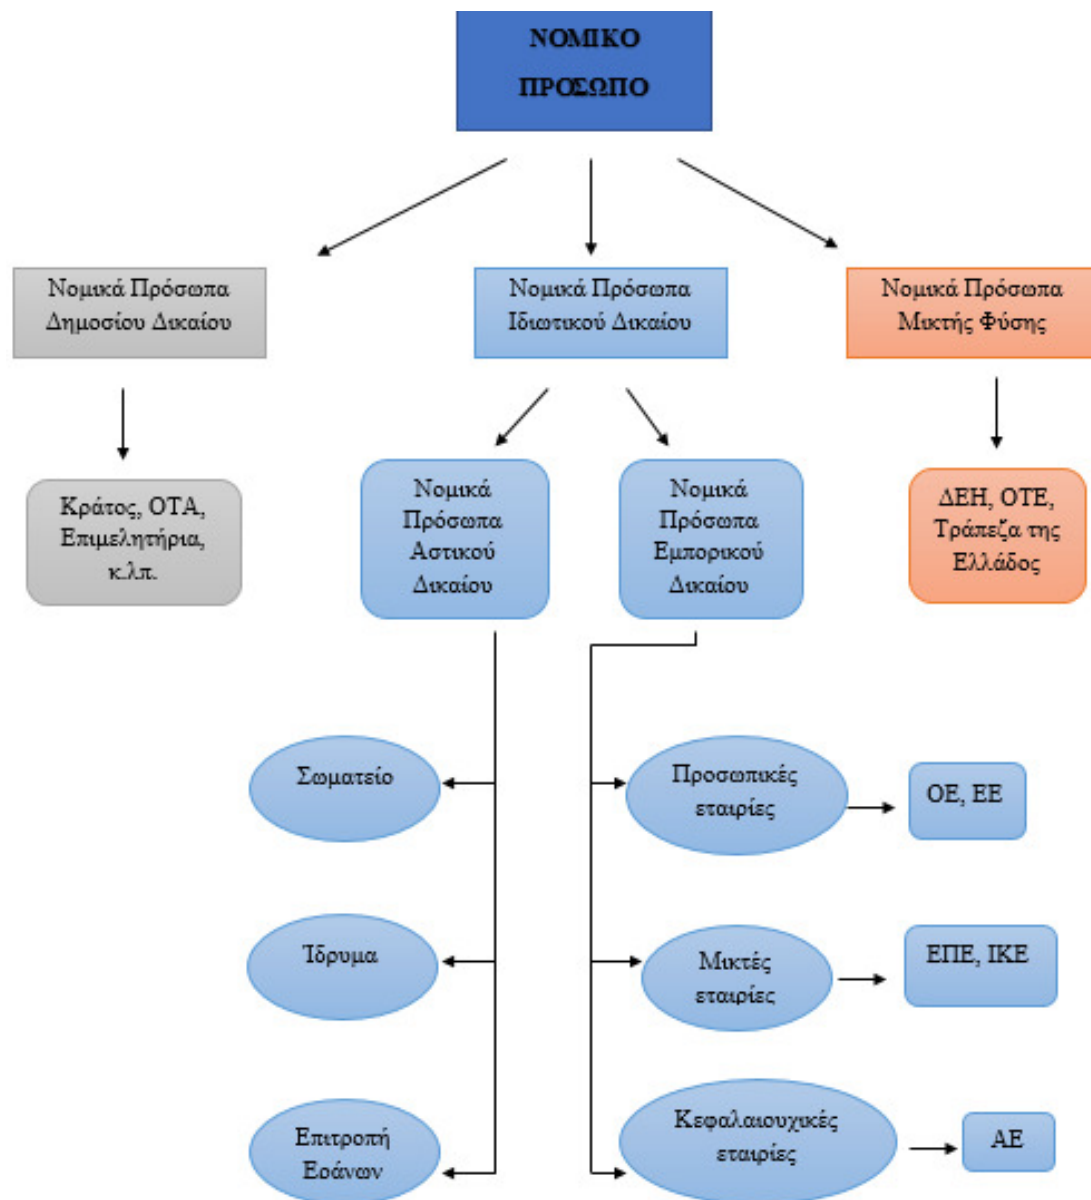 ΝΟΜΙΚΟ
ΠΡΟΣΩΠΟ
Νομικά Πρόσωπα
Δημοσίου Δικαίου
Νομικά Πρόσωπα
Ιδιωτικού Δικαίου
Νομικά Πρόσωπα
Μικτής Φύσης
Κράτος, ΟΤΑ,
Επιμελητήρια,
κ.λπ.
Νομικά
Πρόσωπα
Αστικού
Δικαίου
Νομικά
Πρόσωπα
Εμπορικού
Δικαίου
ΔΕΗ, ΟΤΕ,
Τράπεζα της
Ελλάδος
Σωματείο
Προσωπικές
εταιρίες
ΟΕ, ΕΕ
Ίδρυμα
Μικτές
εταιρίες
ΕΠΕ, ΙΚΕ
Επιτροπή
Εράνων
Κεφαλαιουχικές
εταιρίες
ΑΕ